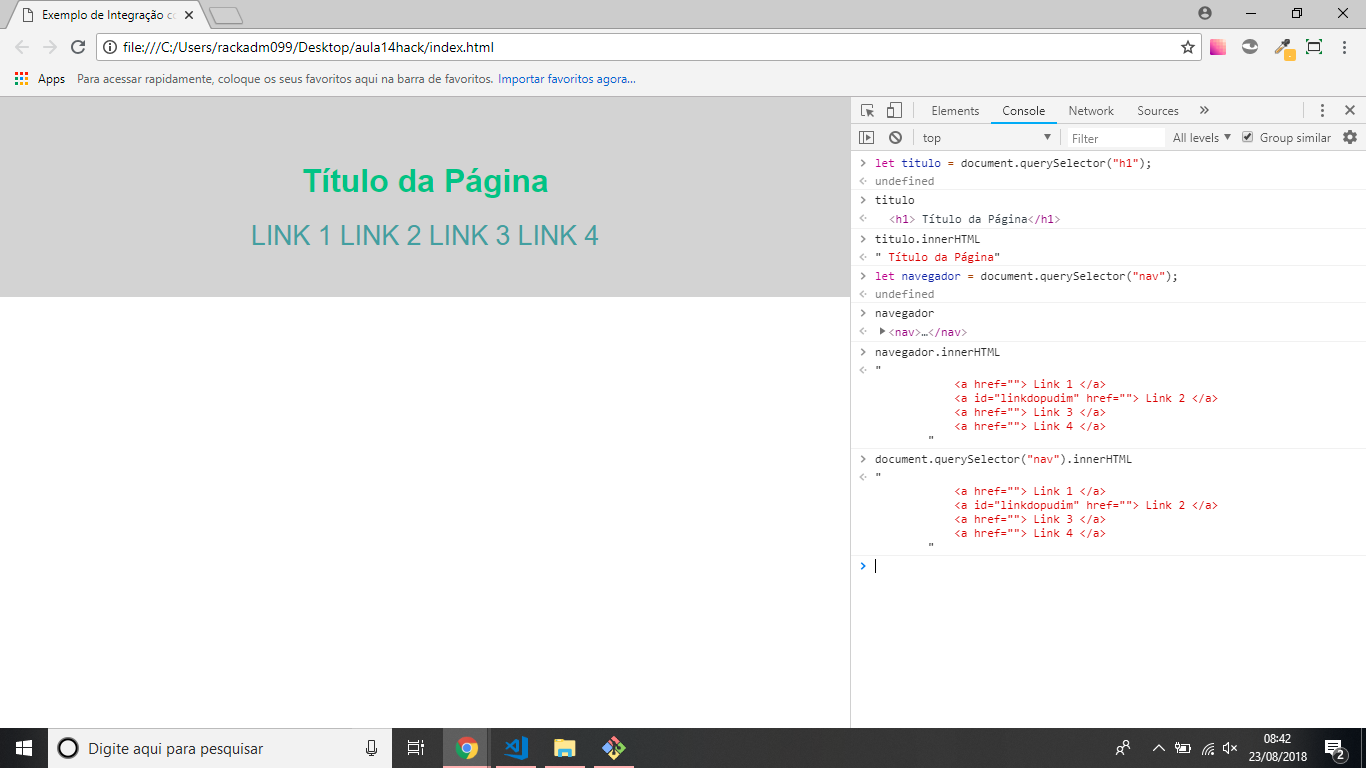 Exemplo de Integração co
file:///C:/Users/rackadm099/Desktop/aula14hack/index.html
Apps Para acessar rapidamente, coloque os seus favoritos aqui na barra de favoritos. Importar favoritos agora...
Título da Página
LINK 1 LINK 2 LINK 3 LINK 4
Elements Console Network Sources »
top Filter All levels Group similar
let titulo = document.querySelector("h1");
undefined
titulo
<h1> Título da Página</h1>
titulo.innerHTML
" Título da Página"
let navegador = document.querySelector("nav");
undefined
navegador
<nav>…</nav>
navegador.innerHTML
"
<a href=""> Link 1 </a>
<a id="linkdopudim" href=""> Link 2 </a>
<a href=""> Link 3 </a>
<a href=""> Link 4 </a>
"
document.querySelector("nav").innerHTML
"
<a href=""> Link 1 </a>
<a id="linkdopudim" href=""> Link 2 </a>
<a href=""> Link 3 </a>
<a href=""> Link 4 </a>
"
Digite aqui para pesquisar
08:42
23/08/2018
2